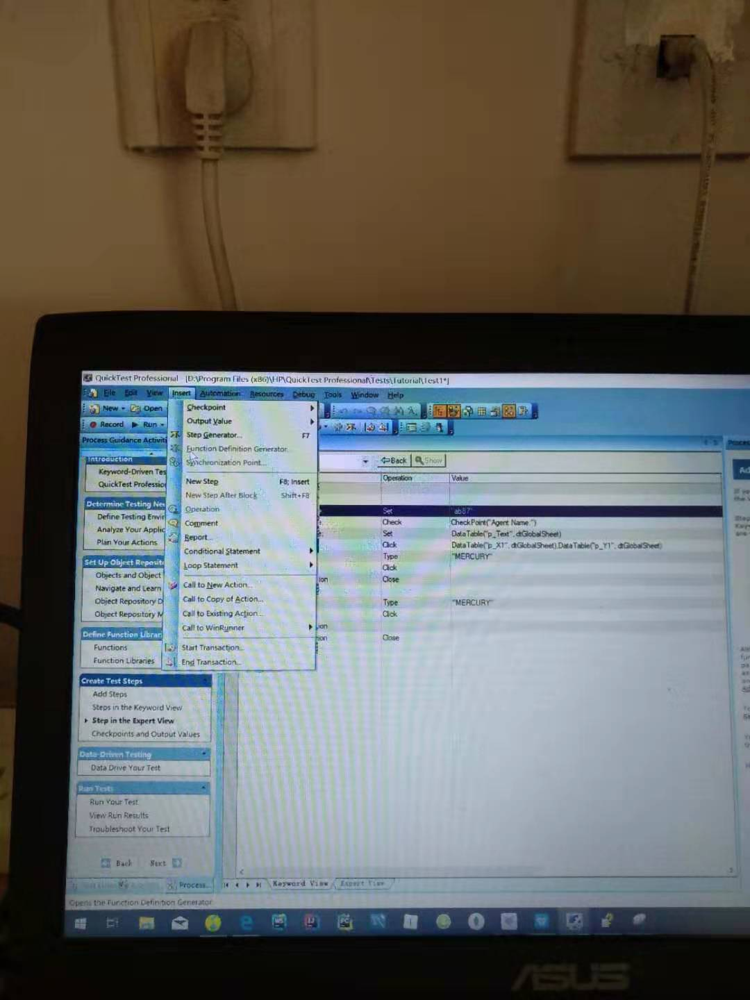 QuickTest Professional [D:\Program Files (x86)\HP\QuickTest Professional\Tests\Tutorial\Test1*]
File Edit View Insert Automation Resources Debug Tools Window Help
New Open
Record Run
Process Guidance Activiti
Checkpoint
Output Value
Step Generator... F7
Function Definition Generator...
Synchronization Point...
New Step F8; Insert
New Step After Block Shift+F8
Operation
Comment
Report...
Conditional Statement
Loop Statement
Call to New Action...
Call to Copy of Action...
Call to Existing Action...
Call to WinRunner
Start Transaction...
End Transaction...
Introduction
Keyword-Driven Tes
QuickTest Professio
Determine Testing Nee
Define Testing Envir
Analyze Your Applic
Plan Your Actions
Set Up Object Reposito
Objects and Object
Navigate and Learn
Object Repository D
Object Repository M
Define Function Librar
Functions
Function Libraries
Create Test Steps
Add Steps
Steps in the Keyword View
Step in the Expert View
Checkpoints and Output Values
Data-Driven Testing
Data Drive Your Test
Run Tests
Run Your Test
View Run Results
Troubleshoot Your Test
Back Next
Process...
Back Show
Operation Value
Set "ab87"
Check CheckPoint("Agent Name:")
Set DataTable("p_Text", dtGlobalSheet)
Click DataTable("p_X1", dtGlobalSheet),DataTable("p_Y1", dtGlobalSheet)
Type "MERCURY"
Click
ion Close
Type "MERCURY"
Click
ion
ion Close
Keyword View Expert View
Opens the Function Definition Generator
Proces
Ad
ASUS